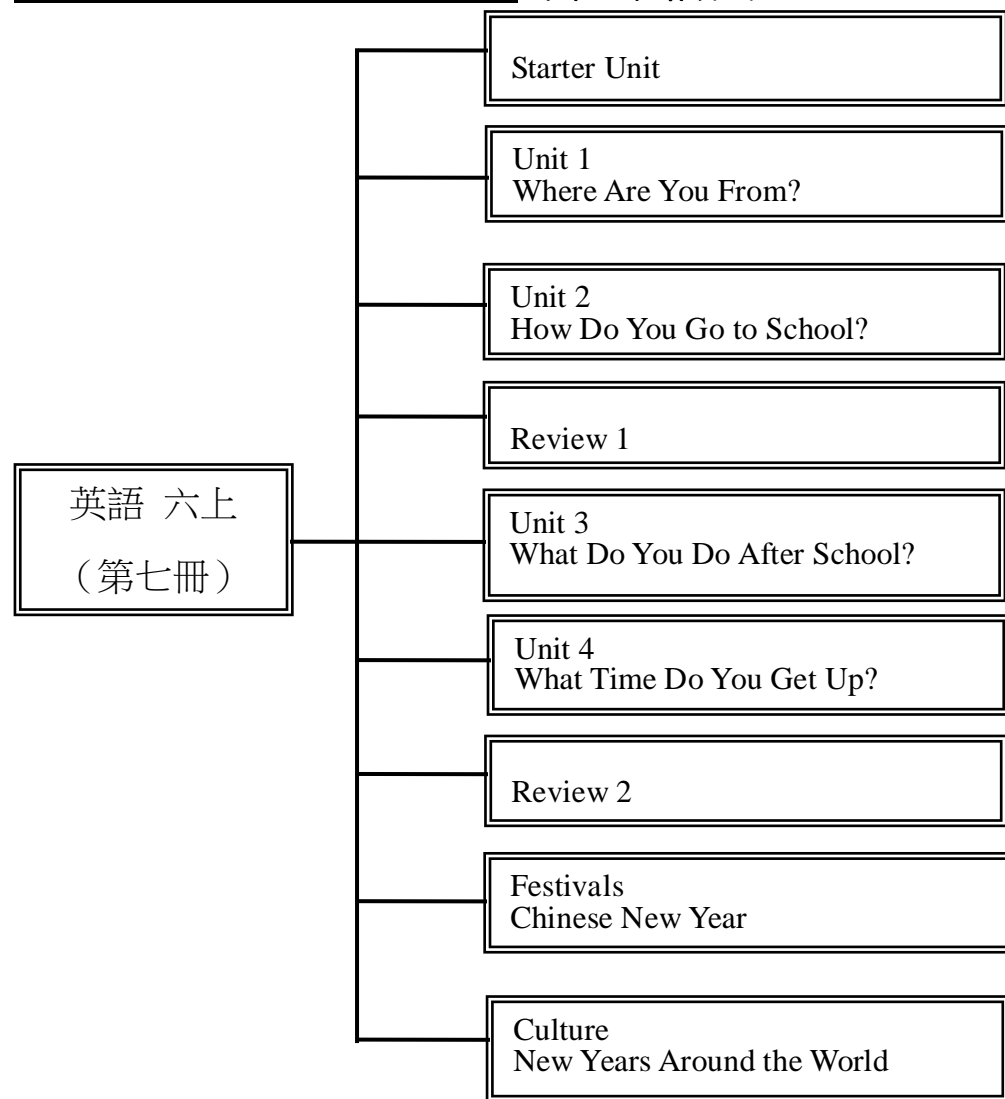 Starter Unit
Unit 1
Where Are You From?
Unit 2
How Do You Go to School?
Review 1
英語 六上
（第七冊）
Unit 3
What Do You Do After School?
Unit 4
What Time Do You Get Up?
Review 2
Festivals
Chinese New Year
Culture
New Years Around the World